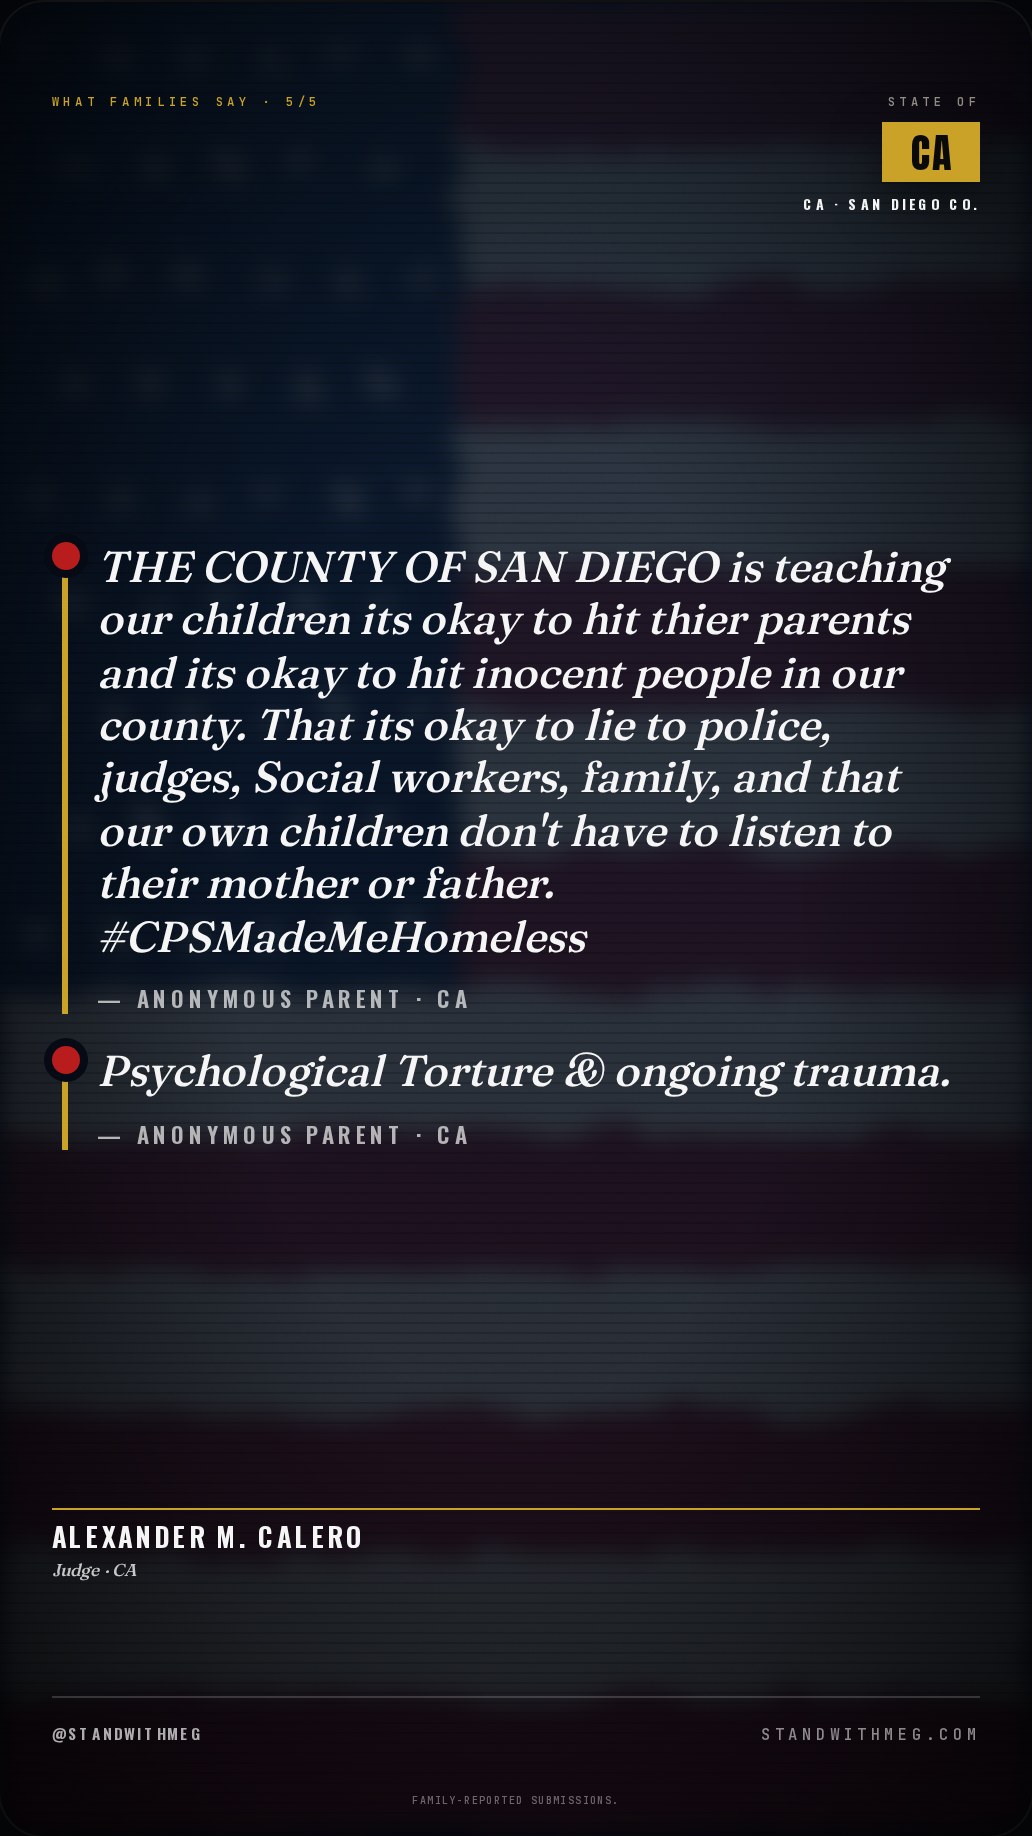 WHAT FAMILIES SAY · 5/5
STATE OF
CA
CA · SAN DIEGO CO.
THE COUNTY OF SAN DIEGO is teaching
our children its okay to hit thier parents
and its okay to hit inocent people in our
county. That its okay to lie to police,
judges, Social workers, family, and that
our own children don't have to listen to
their mother or father.
#CPSMadeMeHomeless
— ANONYMOUS PARENT · CA
Psychological Torture & ongoing trauma.
— ANONYMOUS PARENT · CA
ALEXANDER M. CALERO
Judge · CA
@STANDWITHMEG
STANDWITHMEG.COM
FAMILY-REPORTED SUBMISSIONS.